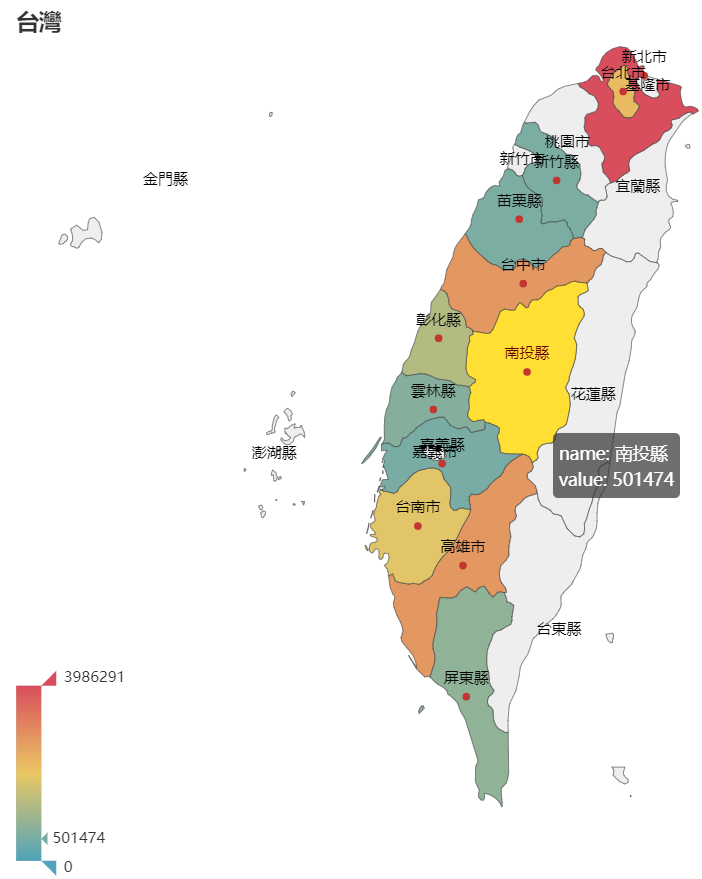 台灣
新北市
台北市
基隆市
桃園市
新竹市
新竹縣
金門縣
宜蘭縣
苗栗縣
台中市
彰化縣
南投縣
雲林縣
花蓮縣
嘉義縣
嘉義市
澎湖縣
name: 南投縣
value: 501474
台南市
高雄市
台東縣
屏東縣
3986291
501474
0